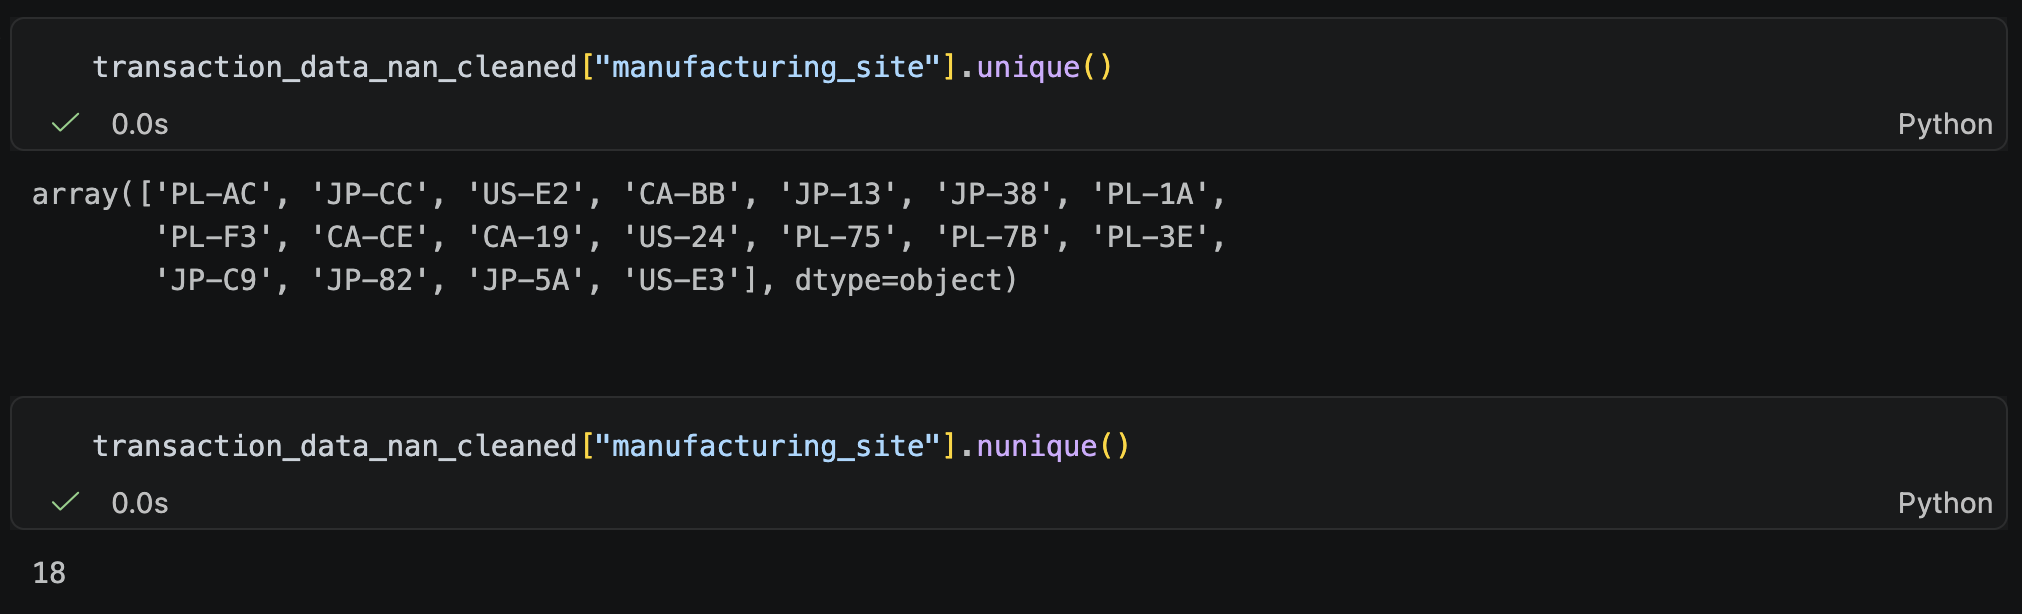 transaction_data_nan_cleaned["manufacturing_site"].unique()
0.0s
Python
array(['PL-AC', 'JP-CC', 'US-E2', 'CA-BB', 'JP-13', 'JP-38', 'PL-1A',
'PL-F3', 'CA-CE', 'CA-19', 'US-24', 'PL-75', 'PL-7B', 'PL-3E',
'JP-C9', 'JP-82', 'JP-5A', 'US-E3'], dtype=object)
transaction_data_nan_cleaned["manufacturing_site"].nunique()
0.0s
Python
18